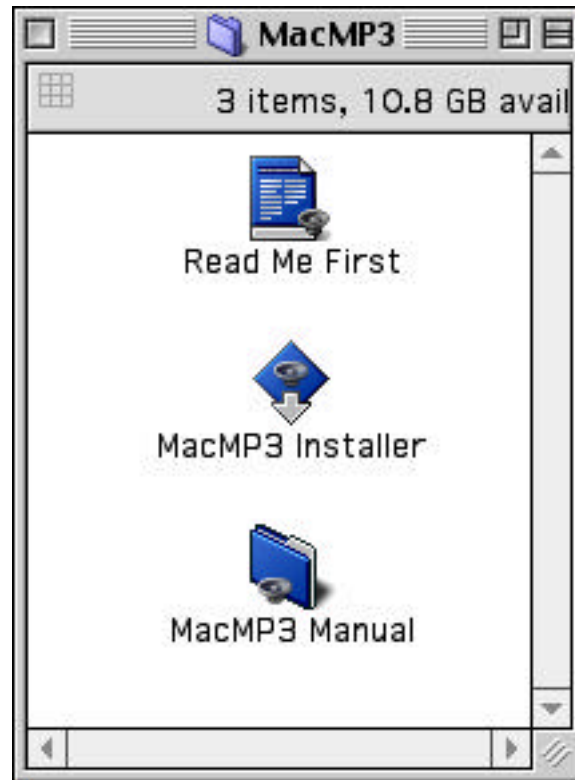 MacMP3
3 items, 10.8 GB avail
Read Me First
MacMP3 Installer
MacMP3 Manual